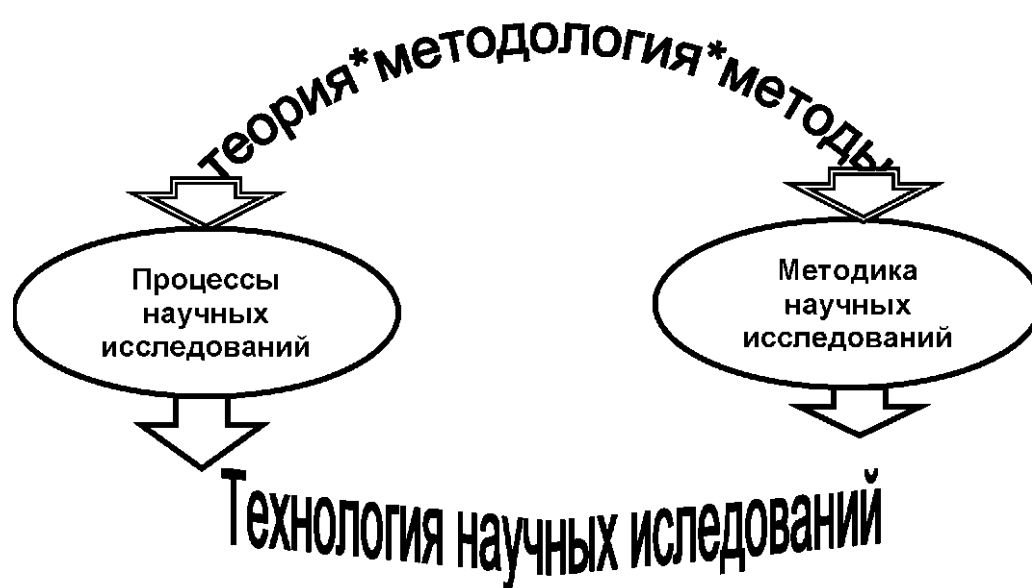 теория*методология*методы
Процессы
научных
исследований
Методика
научных
исследований
Технология научных иследований